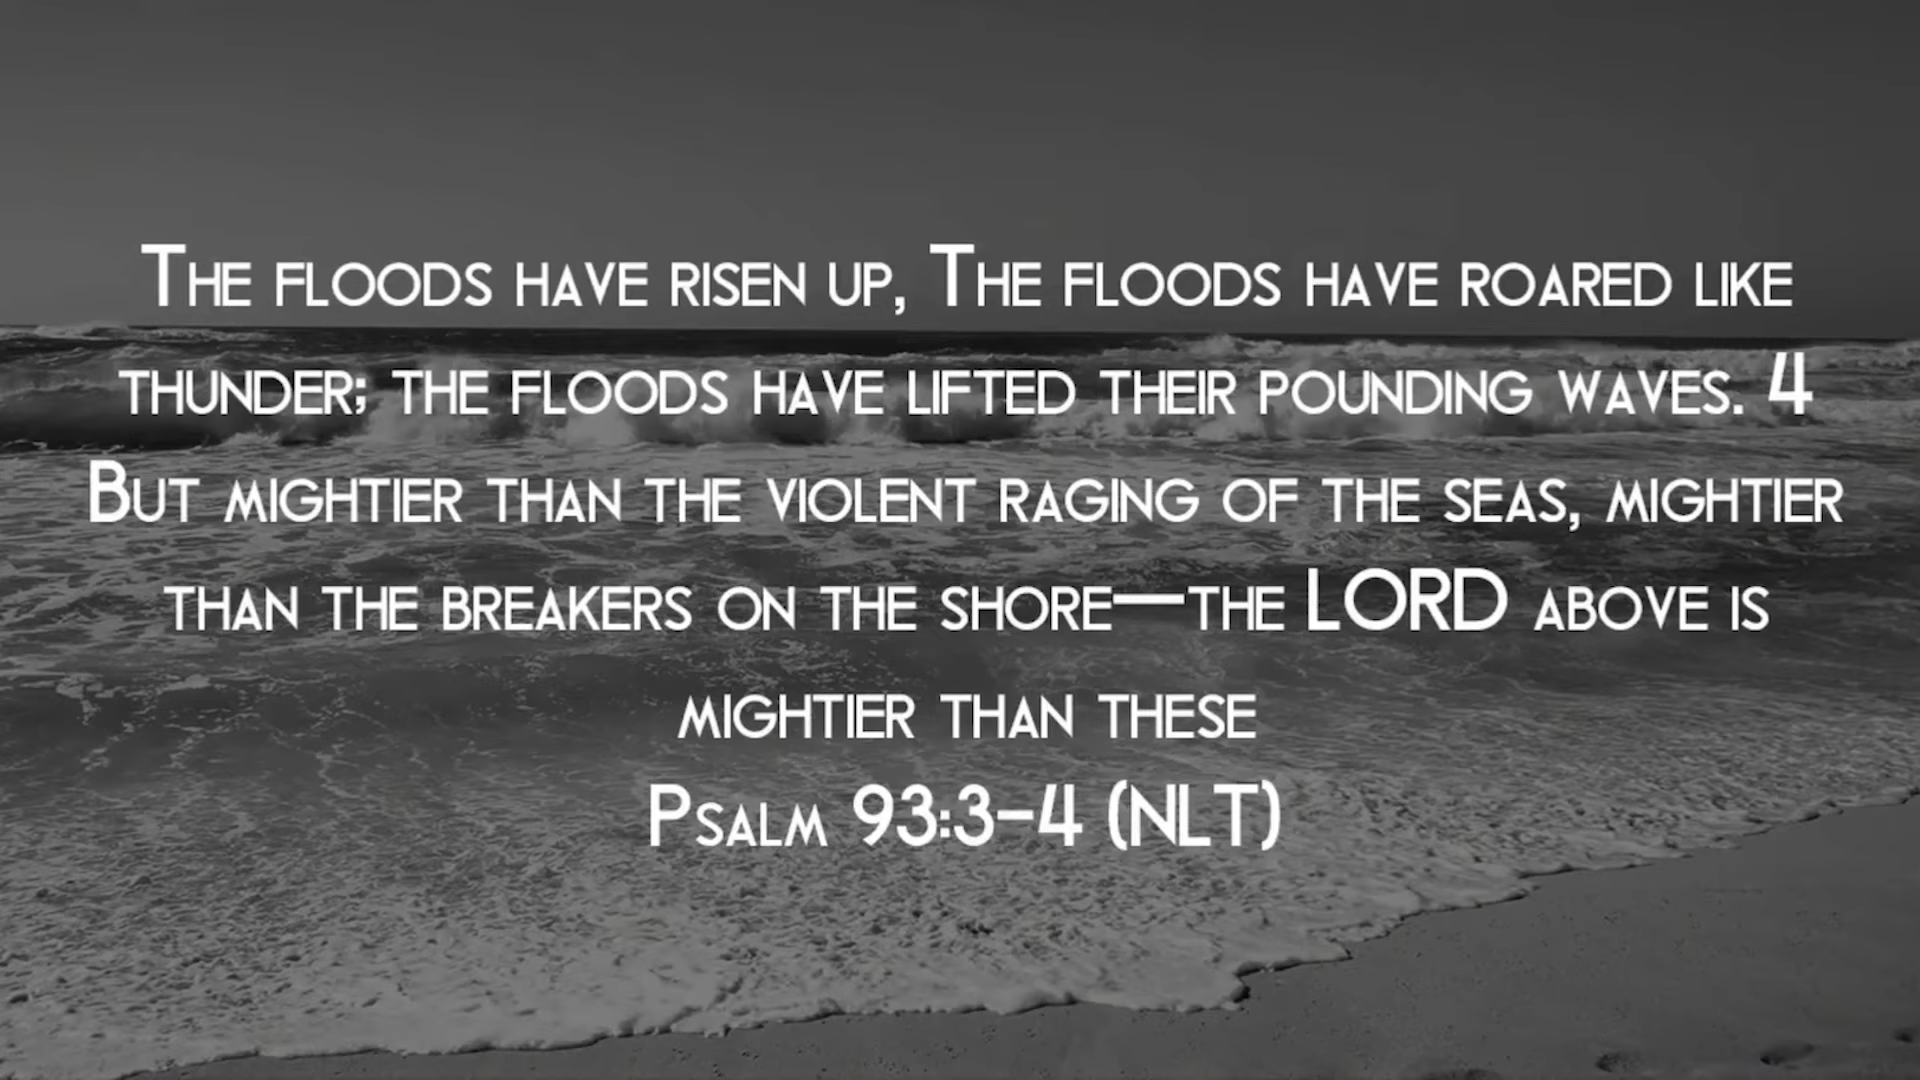 The floods have risen up, The floods have roared like
thunder; the floods have lifted their pounding waves. 4
But mightier than the violent raging of the seas, mightier
than the breakers on the shore—the LORD above is
mightier than these
Psalm 93:3-4 (NLT)